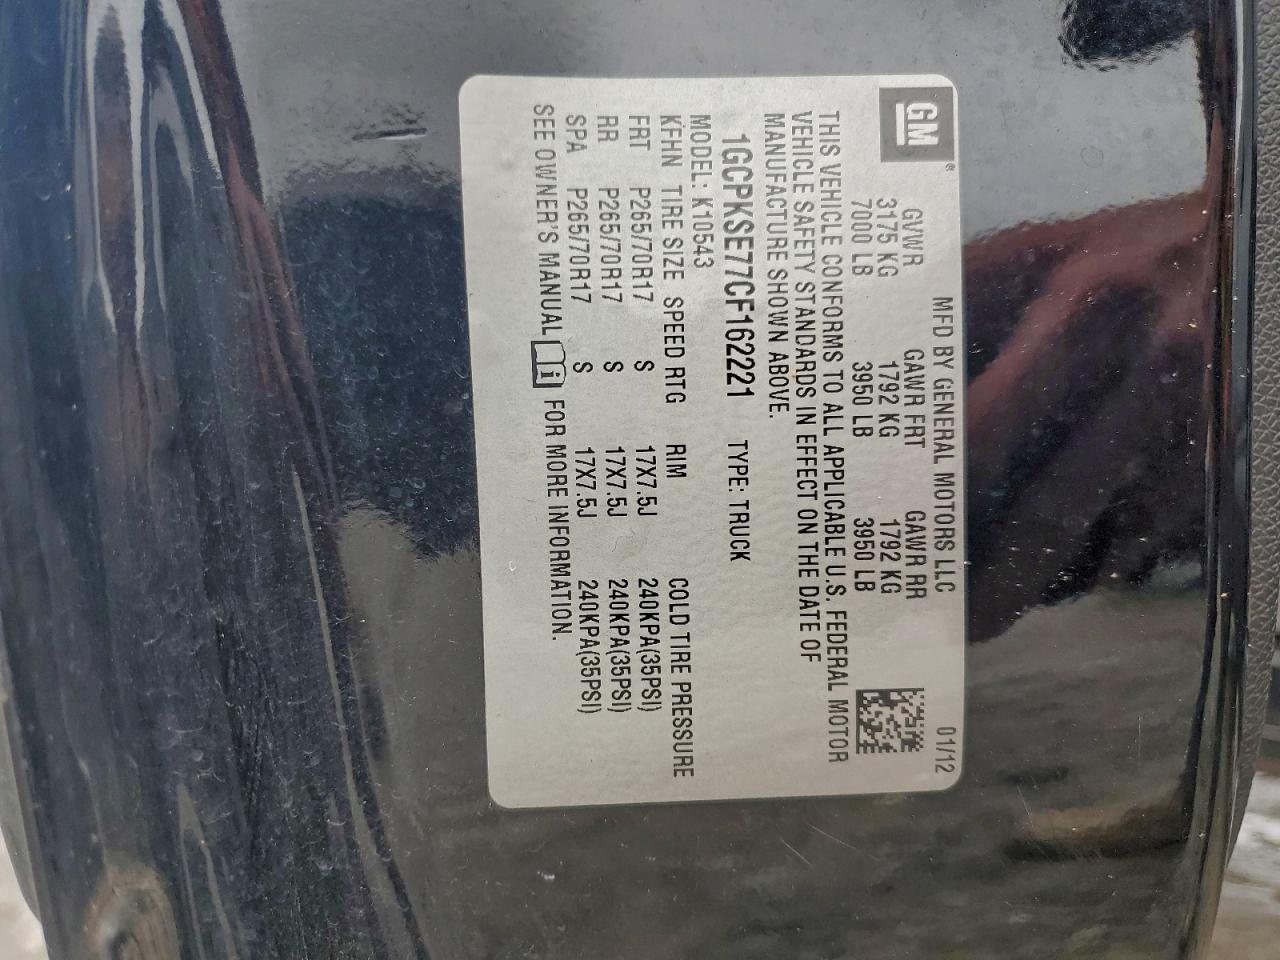 GM
MFD BY GENERAL MOTORS LLC 01/12
GVWR GAWR FRT GAWR RR
3175 KG 1792 KG 1792 KG
7000 LB 3950 LB 3950 LB
THIS VEHICLE CONFORMS TO ALL APPLICABLE U.S. FEDERAL MOTOR
VEHICLE SAFETY STANDARDS IN EFFECT ON THE DATE OF
MANUFACTURE SHOWN ABOVE.
1GCPKSE77CF162221 TYPE: TRUCK
MODEL: K10543
KFHN TIRE SIZE SPEED RTG RIM COLD TIRE PRESSURE
FRT P265/70R17 S 17X7.5J 240KPA(35PSI)
RR P265/70R17 S 17X7.5J 240KPA(35PSI)
SPA P265/70R17 S 17X7.5J 240KPA(35PSI)
SEE OWNER'S MANUAL i FOR MORE INFORMATION.